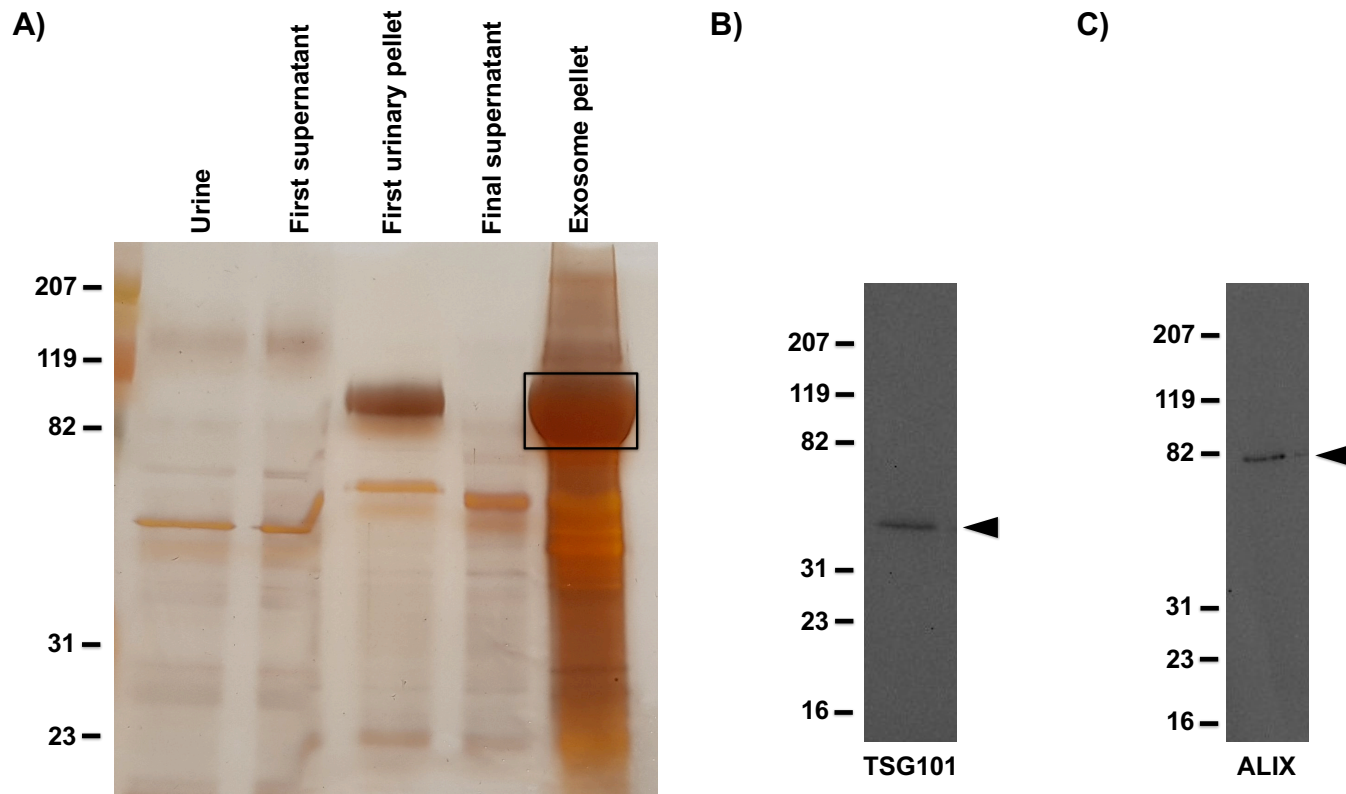 A)
Urine
First supernatant
First urinary pellet
Final supernatant
Exosome pellet
207
119
82
31
23
B)
207
119
82
31
23
16
TSG101
C)
207
119
82
31
23
16
ALIX